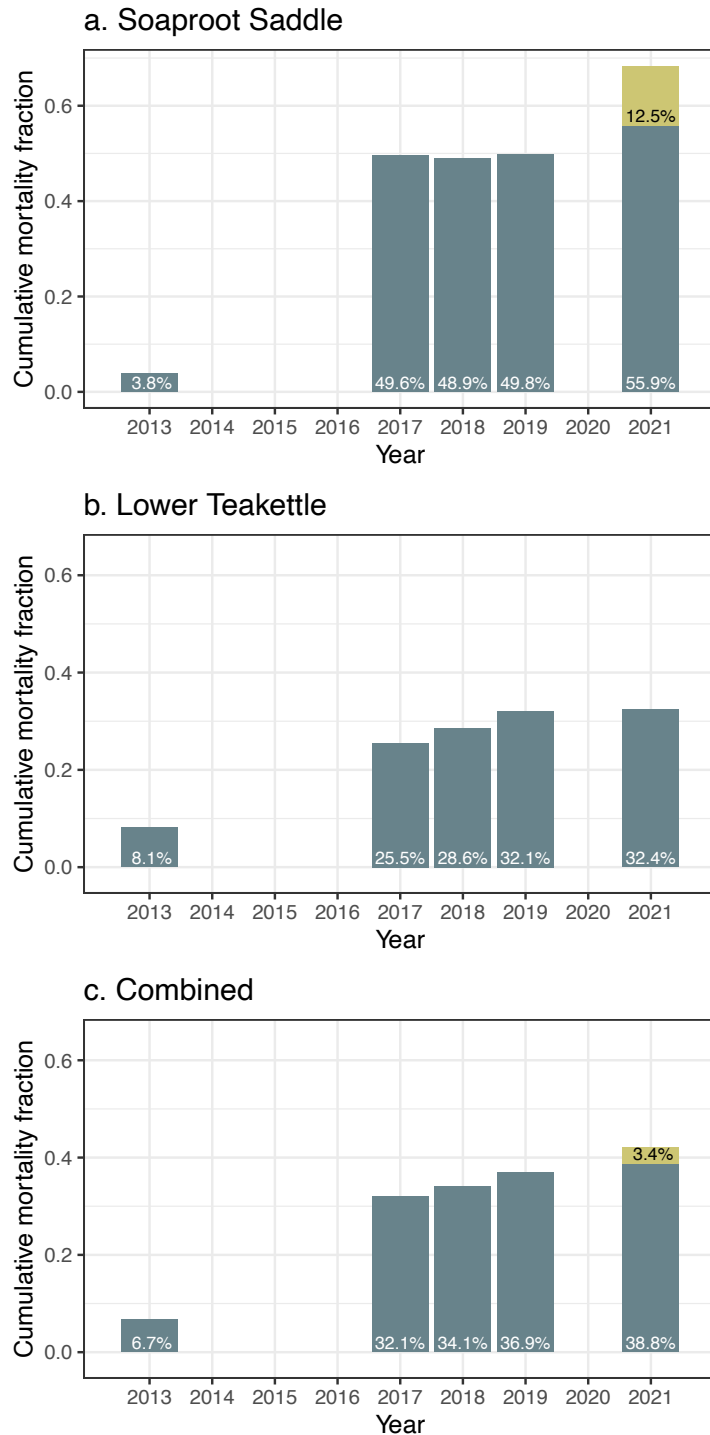 a. Soaproot Saddle
Cumulative mortality fraction
0.6
0.4
0.2
0.0
12.5%
3.8% 49.6% 48.9% 49.8% 55.9%
2013 2014 2015 2016 2017 2018 2019 2020 2021
Year
b. Lower Teakettle
Cumulative mortality fraction
0.6
0.4
0.2
0.0
8.1% 25.5% 28.6% 32.1% 32.4%
2013 2014 2015 2016 2017 2018 2019 2020 2021
Year
c. Combined
Cumulative mortality fraction
0.6
0.4
0.2
0.0
3.4%
6.7% 32.1% 34.1% 36.9% 38.8%
2013 2014 2015 2016 2017 2018 2019 2020 2021
Year